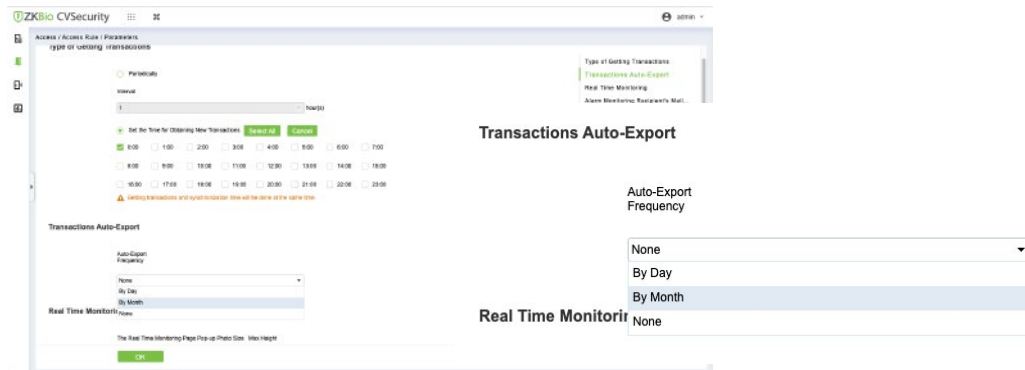 ZKBio CVSecurity
admin
Access / Access Rule / Parameters
Type of Getting Transactions
Periodically
Interval
1 hour(s)
Set the Time for Obtaining New Transactions Select All Cancel
0:00 1:00 2:00 3:00 4:00 5:00 6:00 7:00
8:00 9:00 10:00 11:00 12:00 13:00 14:00 15:00
16:00 17:00 18:00 19:00 20:00 21:00 22:00 23:00
Getting transactions and synchronization time will be done at the same time.
Transactions Auto-Export
Auto-Export
Frequency
None
By Day
By Month
None
Real Time Monitorin
The Real Time Monitoring Page Pop-up Photo Size Max Height
OK
Type of Getting Transactions
Transactions Auto-Export
Real Time Monitoring
Alarm Monitoring Recipient's Mail...
Transactions Auto-Export
Auto-Export
Frequency
None
By Day
By Month
None
Real Time Monitorin